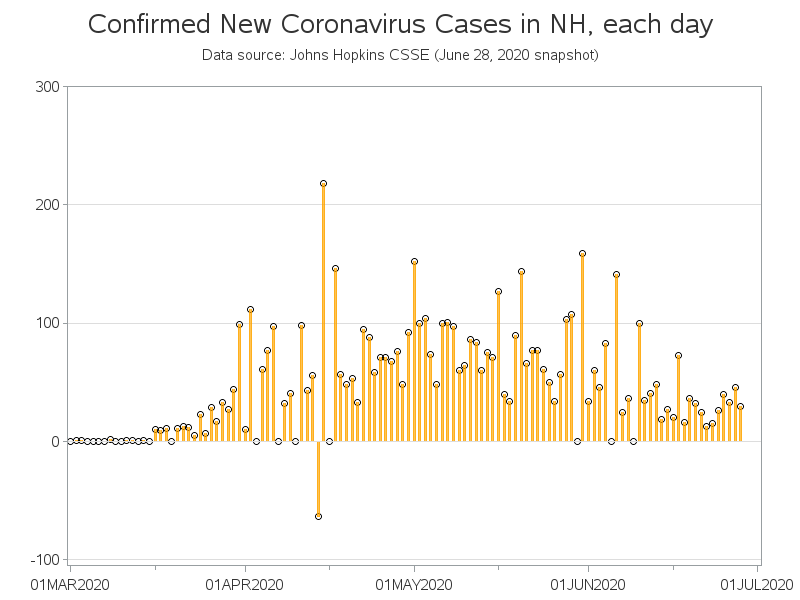 Confirmed New Coronavirus Cases in NH, each day
Data source: Johns Hopkins CSSE (June 28, 2020 snapshot)
300
200
100
0
-100
01MAR2020 01APR2020 01MAY2020 01JUN2020 01JUL2020